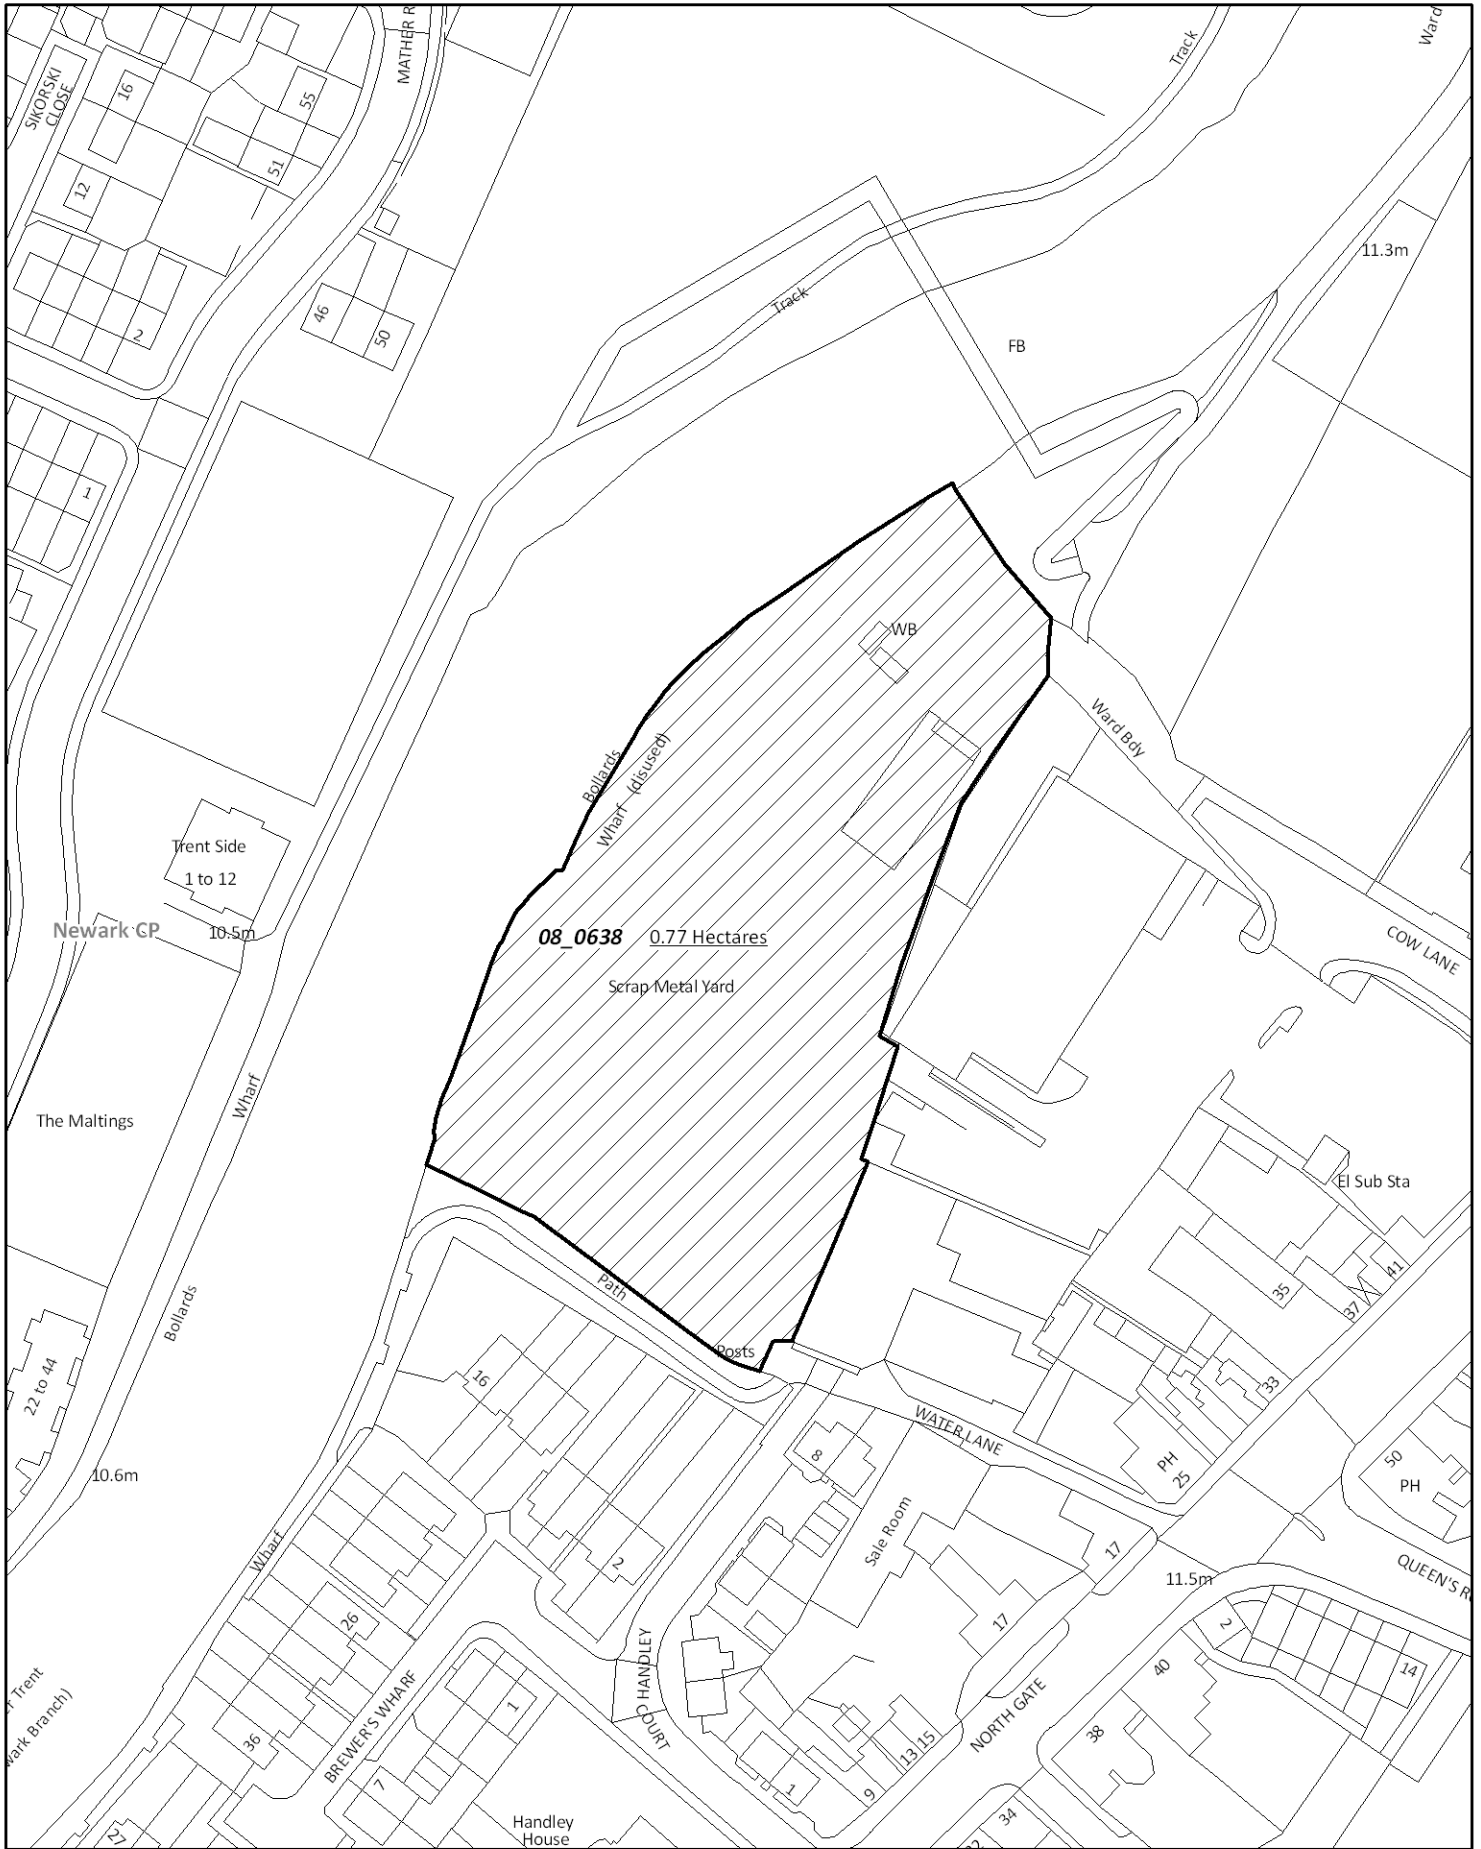 MATHER R
Track
Ward
SIKORSKI
CLOSE
16
55
51
12
2
46
50
11.3m
Track
FB
1
WB
Ward Bdy
Bollards
Wharf (disused)
Trent Side
1 to 12
Newark CP
10.5m
08_0638 0.77 Hectares
COW LANE
Scrap Metal Yard
Wharf
The Maltings
El Sub Sta
Path
Bollards
35
37
41
Posts
22 to 44
16
33
WATER LANE
8
PH
25
50
PH
10.6m
Sale Room
Wharf
2
17
11.5m
QUEEN'S R
26
17
2
14
40
HANDLEY
COURT
er Trent
wark Branch)
BREWER'S WHARF
1
36
7
NORTH GATE
38
13
15
1
9
Handley
House
34
27